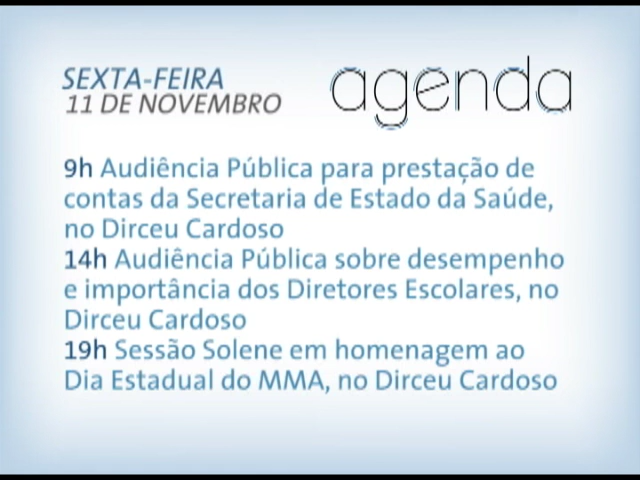 SEXTA-FEIRA
11 DE NOVEMBRO
agenda
9h Audiência Pública para prestação de
contas da Secretaria de Estado da Saúde,
no Dirceu Cardoso
14h Audiência Pública sobre desempenho
e importância dos Diretores Escolares, no
Dirceu Cardoso
19h Sessão Solene em homenagem ao
Dia Estadual do MMA, no Dirceu Cardoso